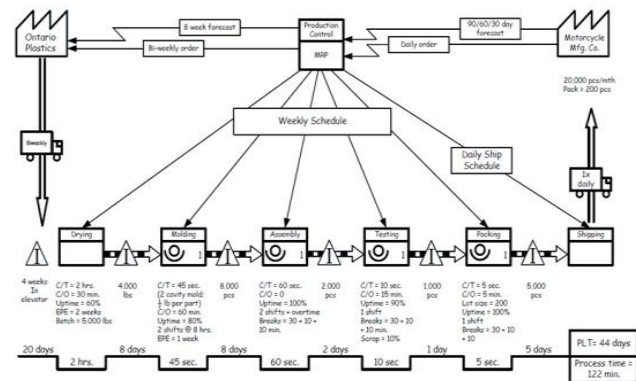 Ontario
Plastics
8 week forecast
Bi-weekly order
Production
Control
MRP
90/60/30 day
forecast
Daily order
Motorcycle
Mfg. Co.
20,000 pcs/mth
Pack = 200 pcs
Weekly Schedule
Daily Ship
Schedule
Biweekly
1x
daily
Drying
Molding
1
Assembly
1
Testing
1
Packing
1
Shipping
I
I
I
I
I
I
4 weeks
In
elevator
C/T = 2 hrs.
C/O = 30 min.
Uptime = 60%
EPE = 2 weeks
Batch = 5,000 lbs
4,000
lbs
C/T = 45 sec.
(2 cavity mold:
lb per part)
C/O = 60 min.
Uptime = 80%
2 shifts @ 8 hrs.
EPE = 1 week
8,000
pcs
C/T = 60 sec.
C/O = 0
Uptime = 100%
2 shifts + overtime
Breaks = 30 + 10 +
10 min.
2,000
pcs
C/T = 10 sec.
C/O = 15 min.
Uptime = 90%
1 shift
Breaks = 30 + 10
+ 10 min.
Scrap = 10%
1,000
pcs
C/T = 5 sec.
C/O = 5 min.
Lot size = 200
Uptime = 100%
1 shift
Breaks = 30 + 10
+ 10
5,000
pcs
20 days
2 hrs.
8 days
45 sec.
8 days
60 sec.
2 days
10 sec
1 day
5 sec.
5 days
PLT= 44 days
Process time =
122 min.